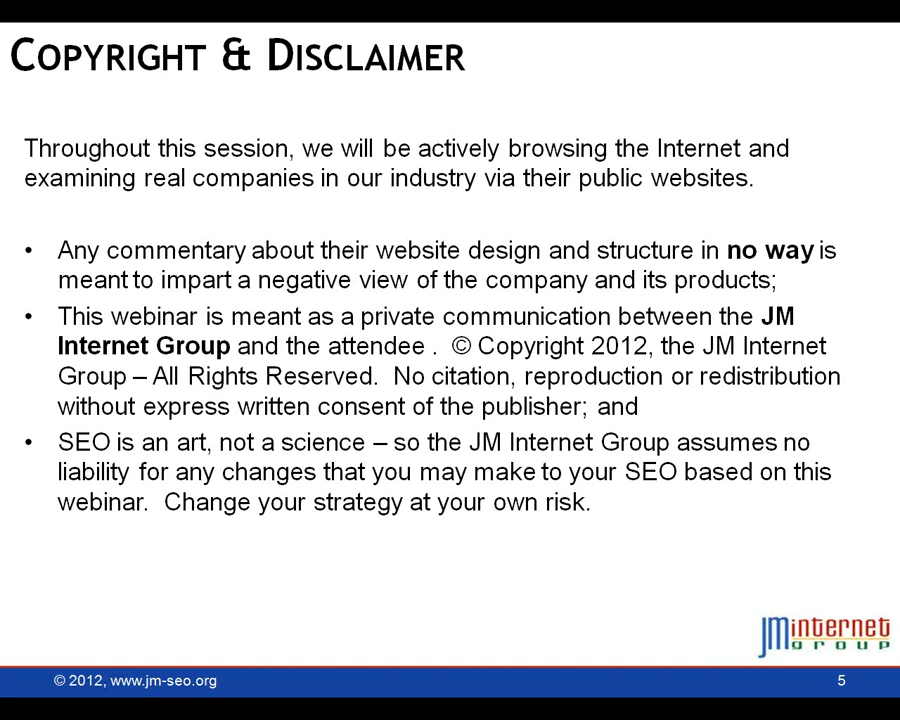 COPYRIGHT & DISCLAIMER
Throughout this session, we will be actively browsing the Internet and
examining real companies in our industry via their public websites.
• Any commentary about their website design and structure in no way is
meant to impart a negative view of the company and its products;
• This webinar is meant as a private communication between the JM
Internet Group and the attendee .  © Copyright 2012, the JM Internet
Group – All Rights Reserved.  No citation, reproduction or redistribution
without express written consent of the publisher; and
• SEO is an art, not a science – so the JM Internet Group assumes no
liability for any changes that you may make to your SEO based on this
webinar.  Change your strategy at your own risk.
JM internet
group
© 2012, www.jm-seo.org 5